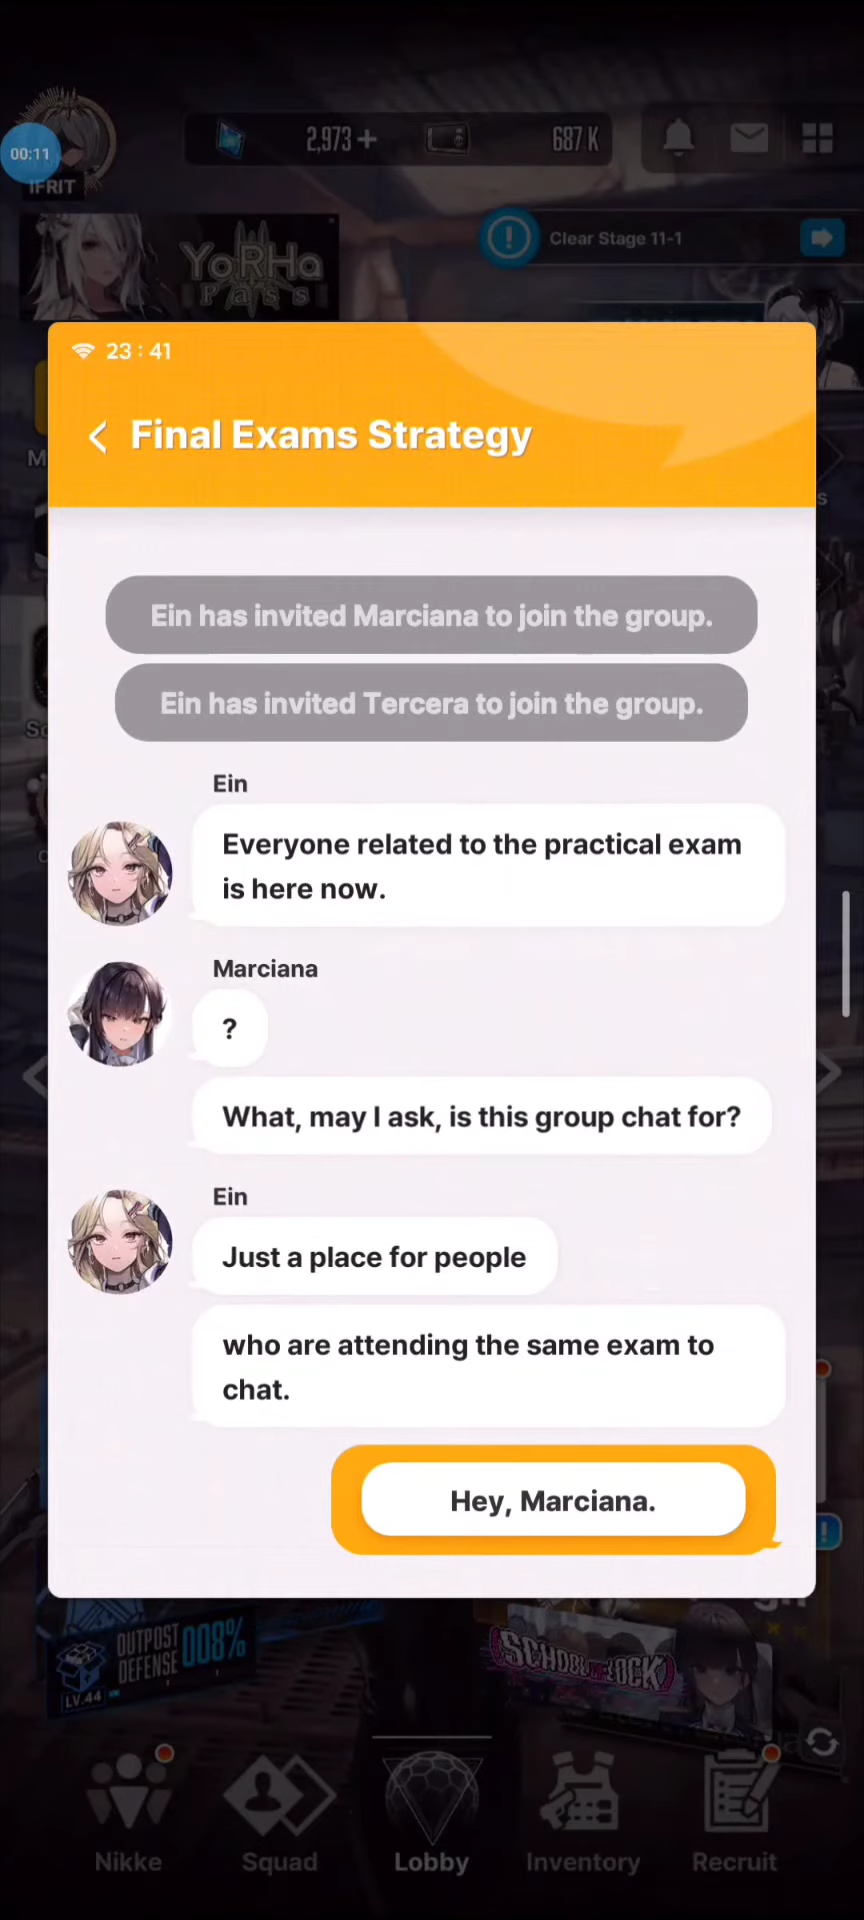 00:11
IFRIT
2,973 +
687 K
YoRHa
Pass
Clear Stage 11-1
23 : 41
Final Exams Strategy
Ein has invited Marciana to join the group.
Ein has invited Tercera to join the group.
Ein
Everyone related to the practical exam
is here now.
Marciana
?
What, may I ask, is this group chat for?
Ein
Just a place for people
who are attending the same exam to
chat.
Hey, Marciana.
OUTPOST
DEFENSE
008%
LV.44
SCHOOL OF LOCK
Nikke
Squad
Lobby
Inventory
Recruit